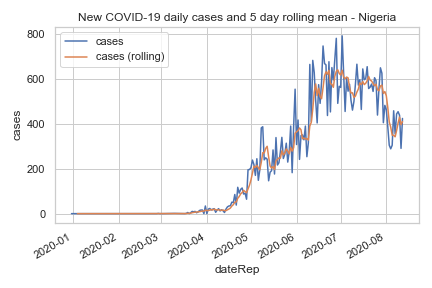 New COVID-19 daily cases and 5 day rolling mean - Nigeria
cases
cases (rolling)
800
600
400
200
0
cases
2020-01
2020-02
2020-03
2020-04
2020-05
2020-06
2020-07
2020-08
dateRep